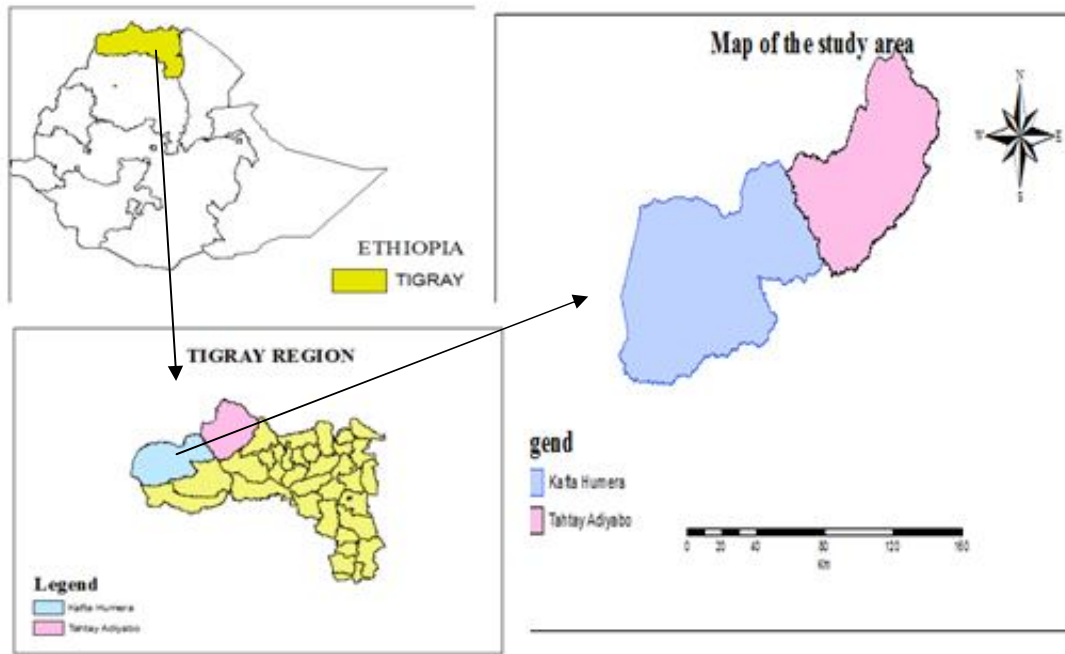 ETHIOPIA
TIGRAY
TIGRAY REGION
Legend
Kafta Humera
Tahtay Adiyabo
Map of the study area
N
W
E
S
gend
Kafta Humera
Tahtay Adiyabo
0 20 40 80 120 160
Km